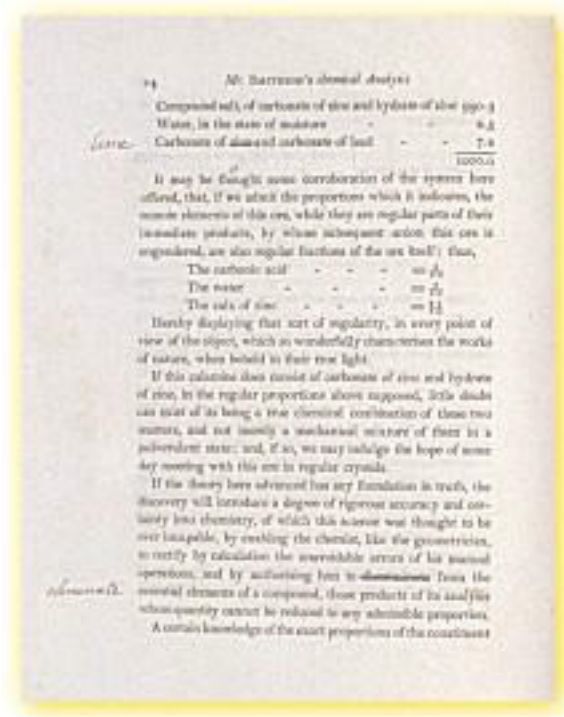 24 Mr. Smithson's chemical Analysis
Compound salt, of carbonate of zinc and hydrate of zinc 990.3
Water, in the state of moisture - - 2.5
lime Carbonate of and carbonate of lead - - 7.2
1000.0
It may be thought some corroboration of the system here
offered, that, if we admit the proportions which it indicates, the
remote elements of this ore, while they are regular parts of their
immediate products, by whose subsequent union this ore is
engendered, are also regular fractions of the ore itself: thus,
The carbonic acid - - - =
The water - - - =
The calx of zinc - - - =
Hereby displaying that sort of regularity, in every point of
view of the object, which so wonderfully characterises the works
of nature, when beheld in their true light.
If this calamine does consist of carbonate of zinc and hydrate
of zinc, in the regular proportions above supposed, little doubt
can exist of its being a true chemical combination of these two
matters, and not merely a mechanical mixture of them in a
pulverulent state; and, if so, we may indulge the hope of some
day meeting with this ore in regular crystals.
If the theory here advanced has any foundation in truth, the
discovery will introduce a degree of rigorous accuracy and cer-
tainty into chemistry, of which this science was thought to be
ever incapable, by enabling the chemist, like the geometrician,
to rectify by calculation the unavoidable errors of his manual
operations, and by authorising him to from the
eliminate essential elements of a compound, those products of its analysis
whose quantity cannot be reduced to any admissible proportion.
A certain knowledge of the exact proportions of the constituent